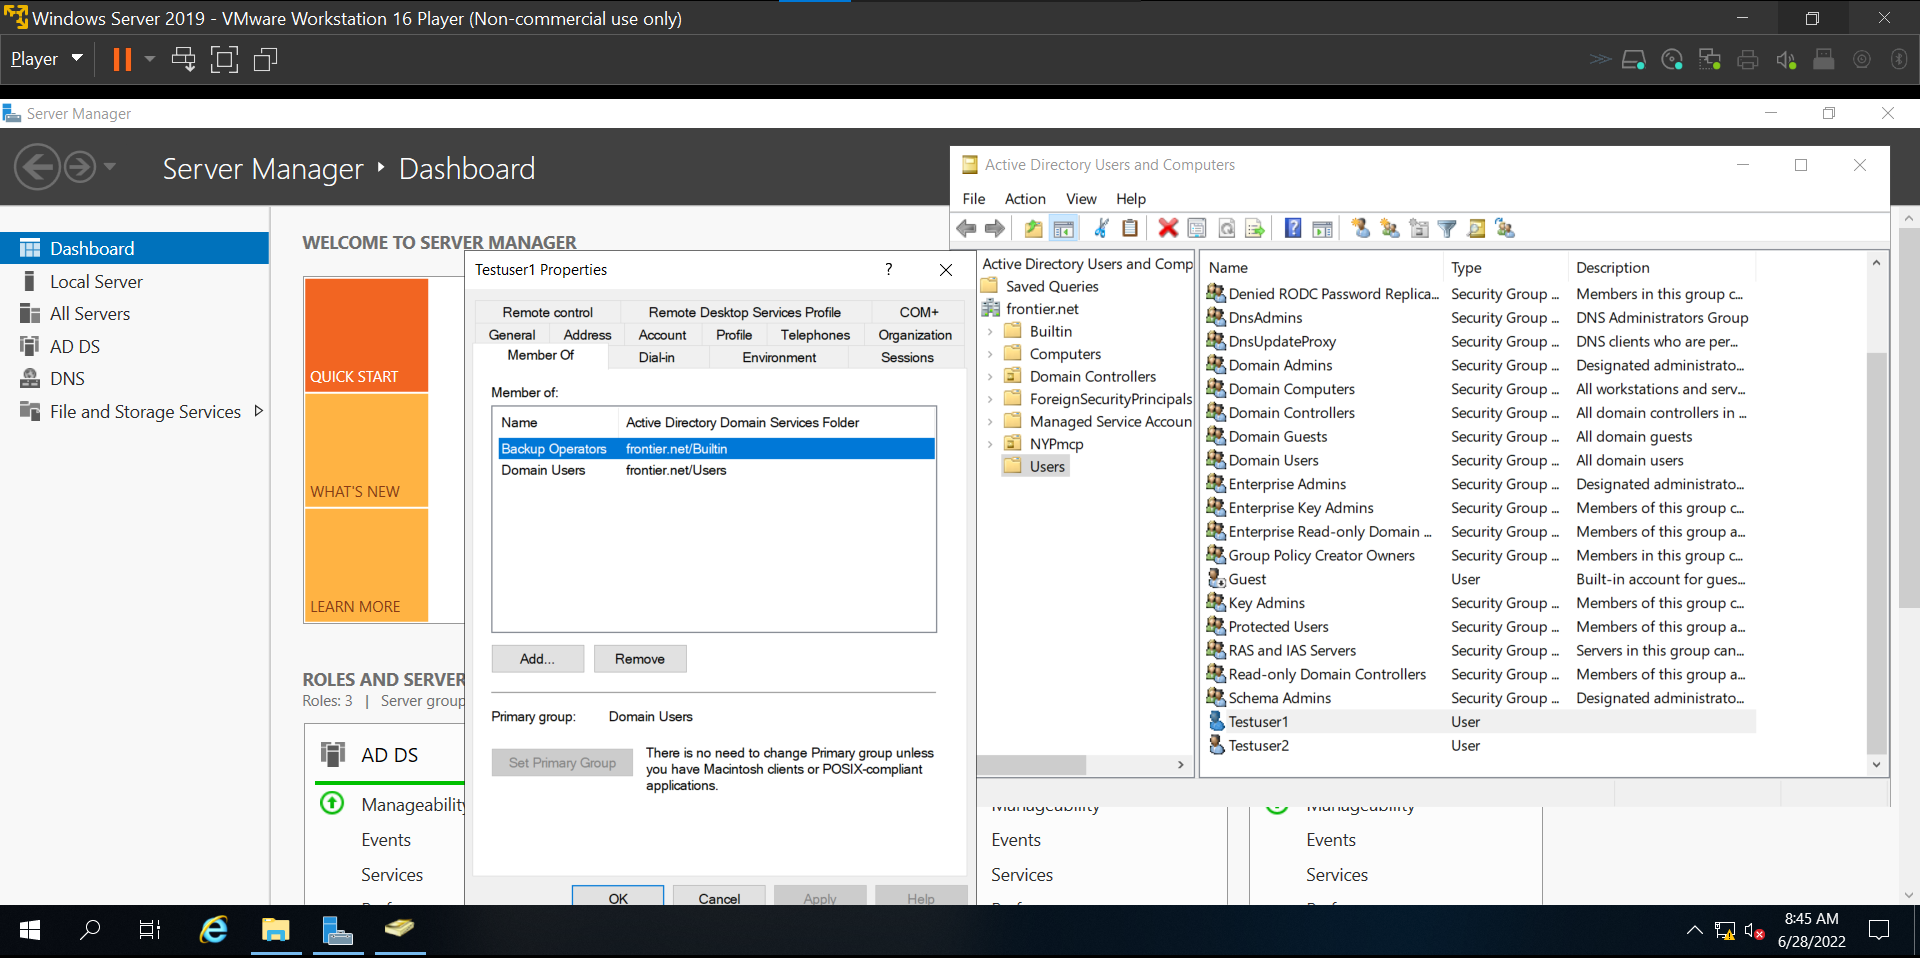 Windows Server 2019 - VMware Workstation 16 Player (Non-commercial use only)
Player
Server Manager
Server Manager Dashboard
Dashboard
Local Server
All Servers
AD DS
DNS
File and Storage Services
WELCOME TO SERVER MANAGER
QUICK START
WHAT'S NEW
LEARN MORE
ROLES AND SERVER
Roles: 3 | Server group
AD DS
Manageability
Events
Services
Testuser1 Properties
?
Remote control Remote Desktop Services Profile COM+
General Address Account Profile Telephones Organization
Member Of Dial-in Environment Sessions
Member of:
Name Active Directory Domain Services Folder
Backup Operators frontier.net/Builtin
Domain Users frontier.net/Users
Add... Remove
Primary group: Domain Users
Set Primary Group
There is no need to change Primary group unless
you have Macintosh clients or POSIX-compliant
applications.
OK Cancel Apply Help
Active Directory Users and Computers
File Action View Help
Active Directory Users and Comp
Saved Queries
frontier.net
Builtin
Computers
Domain Controllers
ForeignSecurityPrincipals
Managed Service Accoun
NYPmcp
Users
Name Type Description
Denied RODC Password Replica... Security Group ... Members in this group c...
DnsAdmins Security Group ... DNS Administrators Group
DnsUpdateProxy Security Group ... DNS clients who are per...
Domain Admins Security Group ... Designated administrato...
Domain Computers Security Group ... All workstations and serv...
Domain Controllers Security Group ... All domain controllers in ...
Domain Guests Security Group ... All domain guests
Domain Users Security Group ... All domain users
Enterprise Admins Security Group ... Designated administrato...
Enterprise Key Admins Security Group ... Members of this group c...
Enterprise Read-only Domain ... Security Group ... Members of this group a...
Group Policy Creator Owners Security Group ... Members in this group c...
Guest User Built-in account for gues...
Key Admins Security Group ... Members of this group c...
Protected Users Security Group ... Members of this group a...
RAS and IAS Servers Security Group ... Servers in this group can...
Read-only Domain Controllers Security Group ... Members of this group a...
Schema Admins Security Group ... Designated administrato...
Testuser1 User
Testuser2 User
Manageability
Events
Services
Manageability
Events
Services
8:45 AM
6/28/2022